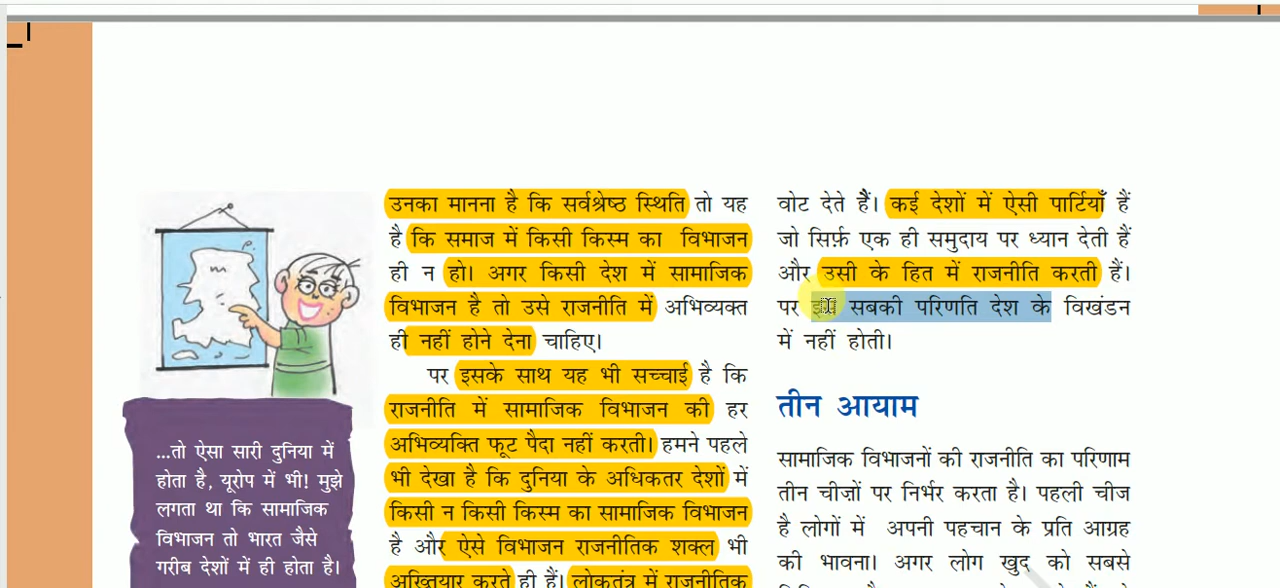 उनका मानना है कि सर्वश्रेष्ठ स्थिति तो यह
है कि समाज में किसी किस्म का विभाजन
ही न हो। अगर किसी देश में सामाजिक
विभाजन है तो उसे राजनीति में अभिव्यक्त
ही नहीं होने देना चाहिए।
पर इसके साथ यह भी सच्चाई है कि
राजनीति में सामाजिक विभाजन की हर
अभिव्यक्ति फूट पैदा नहीं करती। हमने पहले
भी देखा है कि दुनिया के अधिकतर देशों में
किसी न किसी किस्म का सामाजिक विभाजन
है और ऐसे विभाजन राजनीतिक शक्ल भी
अख्तियार करते ही हैं। लोकतंत्र में राजनीतिक
वोट देते हैं। कई देशों में ऐसी पार्टियाँ हैं
जो सिर्फ़ एक ही समुदाय पर ध्यान देती हैं
और उसी के हित में राजनीति करती हैं।
पर इस सबकी परिणति देश के विखंडन
में नहीं होती।
तीन आयाम
सामाजिक विभाजनों की राजनीति का परिणाम
तीन चीज़ों पर निर्भर करता है। पहली चीज
है लोगों में अपनी पहचान के प्रति आग्रह
की भावना। अगर लोग खुद को सबसे
...तो ऐसा सारी दुनिया में
होता है, यूरोप में भी! मुझे
लगता था कि सामाजिक
विभाजन तो भारत जैसे
गरीब देशों में ही होता है।